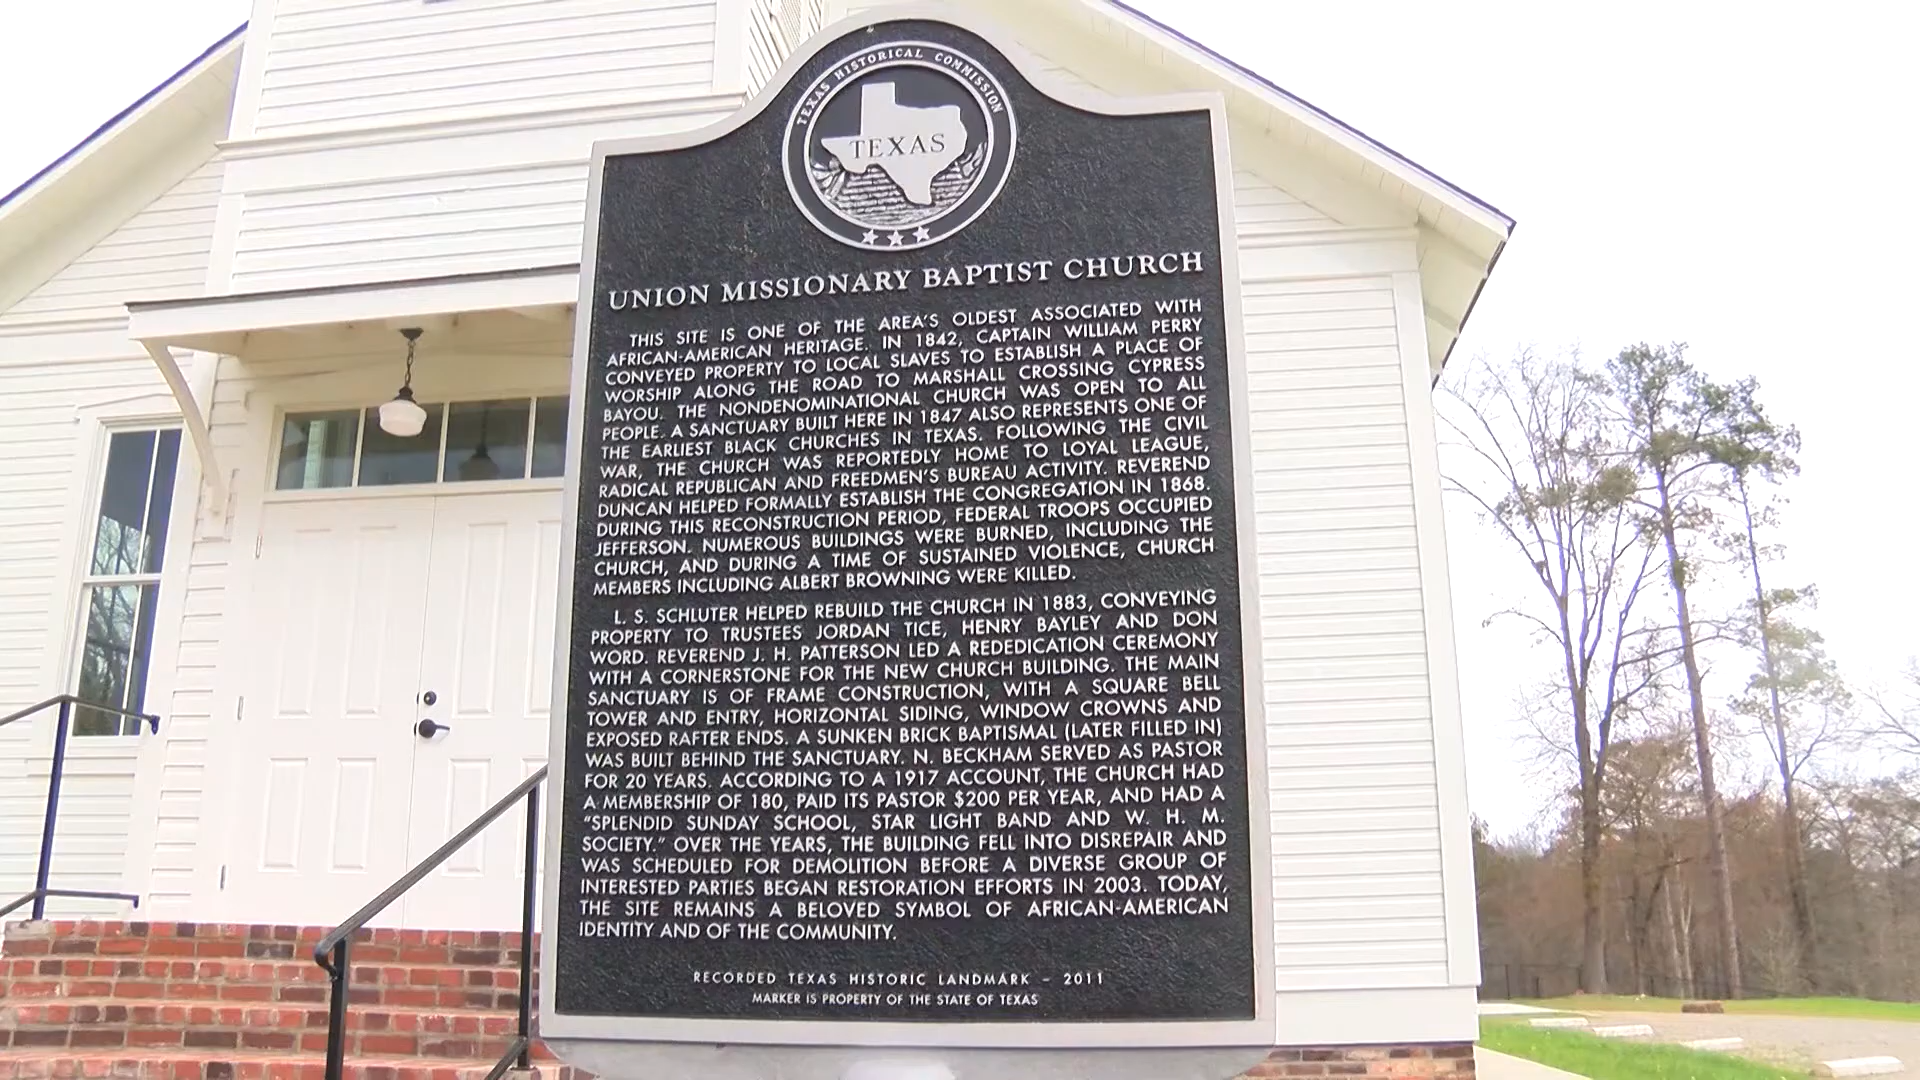 TEXAS HISTORICAL COMMISSION
TEXAS
UNION MISSIONARY BAPTIST CHURCH
THIS SITE IS ONE OF THE AREA'S OLDEST ASSOCIATED WITH
AFRICAN-AMERICAN HERITAGE. IN 1842, CAPTAIN WILLIAM PERRY
CONVEYED PROPERTY TO LOCAL SLAVES TO ESTABLISH A PLACE OF
WORSHIP ALONG THE ROAD TO MARSHALL CROSSING CYPRESS
BAYOU. THE NONDENOMINATIONAL CHURCH WAS OPEN TO ALL
PEOPLE. A SANCTUARY BUILT HERE IN 1847 ALSO REPRESENTS ONE OF
THE EARLIEST BLACK CHURCHES IN TEXAS. FOLLOWING THE CIVIL
WAR, THE CHURCH WAS REPORTEDLY HOME TO LOYAL LEAGUE,
RADICAL REPUBLICAN AND FREEDMEN'S BUREAU ACTIVITY. REVEREND
DUNCAN HELPED FORMALLY ESTABLISH THE CONGREGATION IN 1868.
DURING THIS RECONSTRUCTION PERIOD, FEDERAL TROOPS OCCUPIED
JEFFERSON. NUMEROUS BUILDINGS WERE BURNED, INCLUDING THE
CHURCH, AND DURING A TIME OF SUSTAINED VIOLENCE, CHURCH
MEMBERS INCLUDING ALBERT BROWNING WERE KILLED.
L. S. SCHLUTER HELPED REBUILD THE CHURCH IN 1883, CONVEYING
PROPERTY TO TRUSTEES JORDAN TICE, HENRY BAYLEY AND DON
WORD. REVEREND J. H. PATTERSON LED A REDEDICATION CEREMONY
WITH A CORNERSTONE FOR THE NEW CHURCH BUILDING. THE MAIN
SANCTUARY IS OF FRAME CONSTRUCTION, WITH A SQUARE BELL
TOWER AND ENTRY, HORIZONTAL SIDING, WINDOW CROWNS AND
EXPOSED RAFTER ENDS. A SUNKEN BRICK BAPTISMAL (LATER FILLED IN)
WAS BUILT BEHIND THE SANCTUARY. N. BECKHAM SERVED AS PASTOR
FOR 20 YEARS. ACCORDING TO A 1917 ACCOUNT, THE CHURCH HAD
A MEMBERSHIP OF 180, PAID ITS PASTOR $200 PER YEAR, AND HAD A
"SPLENDID SUNDAY SCHOOL, STAR LIGHT BAND AND W. H. M.
SOCIETY." OVER THE YEARS, THE BUILDING FELL INTO DISREPAIR AND
WAS SCHEDULED FOR DEMOLITION BEFORE A DIVERSE GROUP OF
INTERESTED PARTIES BEGAN RESTORATION EFFORTS IN 2003. TODAY,
THE SITE REMAINS A BELOVED SYMBOL OF AFRICAN-AMERICAN
IDENTITY AND OF THE COMMUNITY.
RECORDED TEXAS HISTORIC LANDMARK – 2011
MARKER IS PROPERTY OF THE STATE OF TEXAS